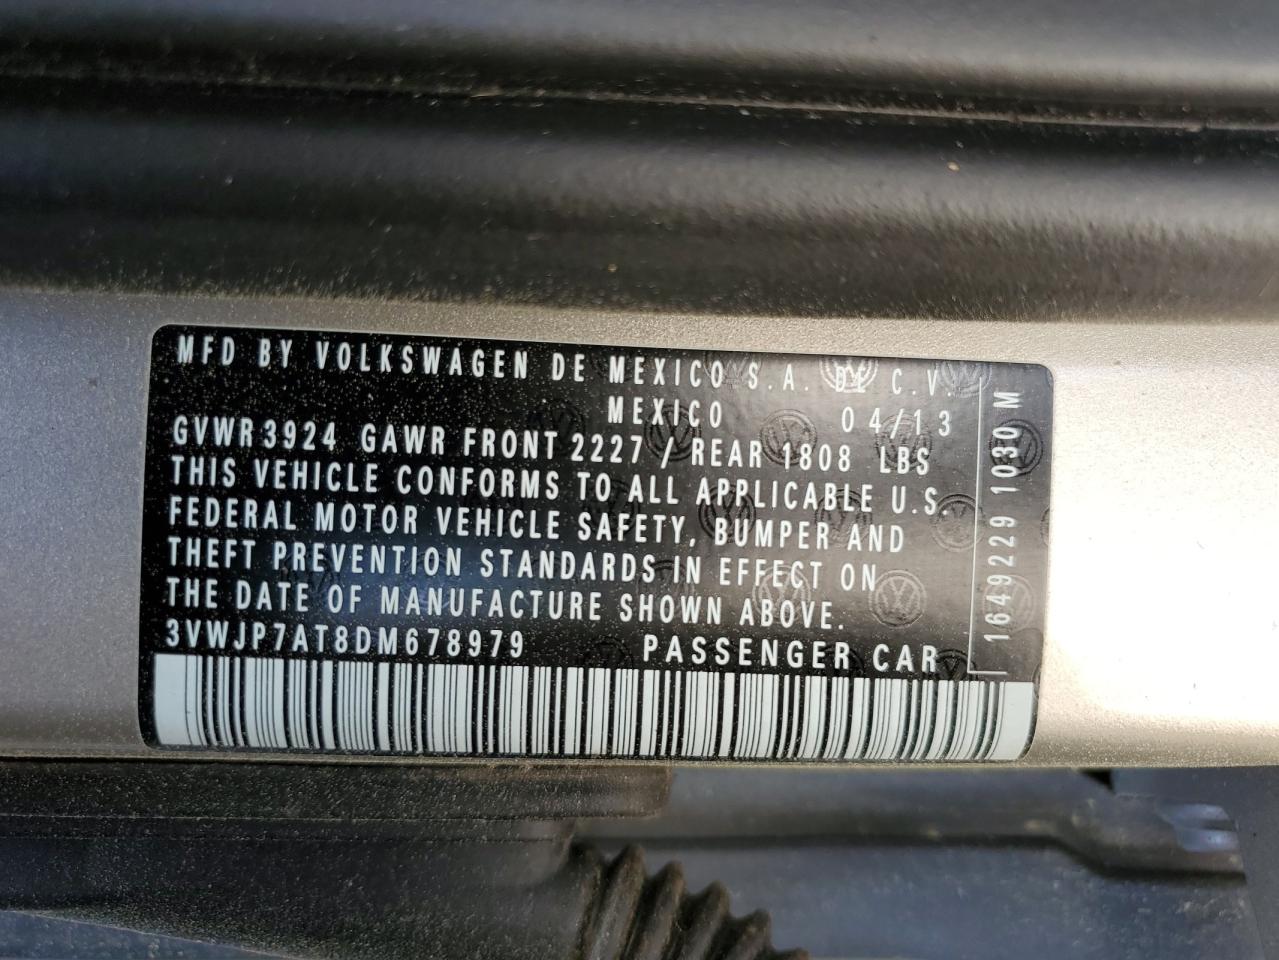 MFD BY VOLKSWAGEN DE MEXICO S.A. DE C.V.
MEXICO 04/13
GVWR 3924 GAWR FRONT 2227 / REAR 1808 LBS
THIS VEHICLE CONFORMS TO ALL APPLICABLE U.S.
FEDERAL MOTOR VEHICLE SAFETY, BUMPER AND
THEFT PREVENTION STANDARDS IN EFFECT ON
THE DATE OF MANUFACTURE SHOWN ABOVE.
3VWJP7AT8DM678979 PASSENGER CAR
1649229 1030 M